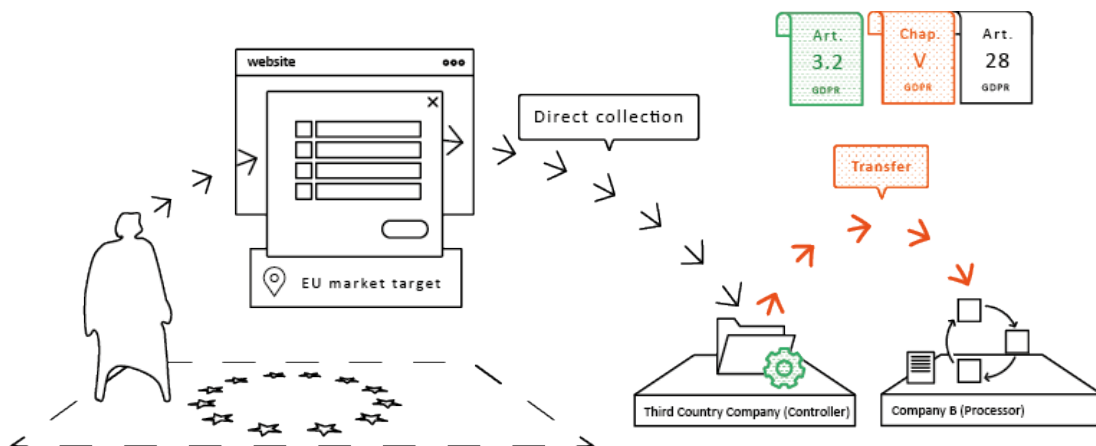 Art.
3.2
GDPR
Chap.
V
GDPR
Art.
28
GDPR
website
Direct collection
Transfer
EU market target
Third Country Company (Controller)
Company B (Processor)